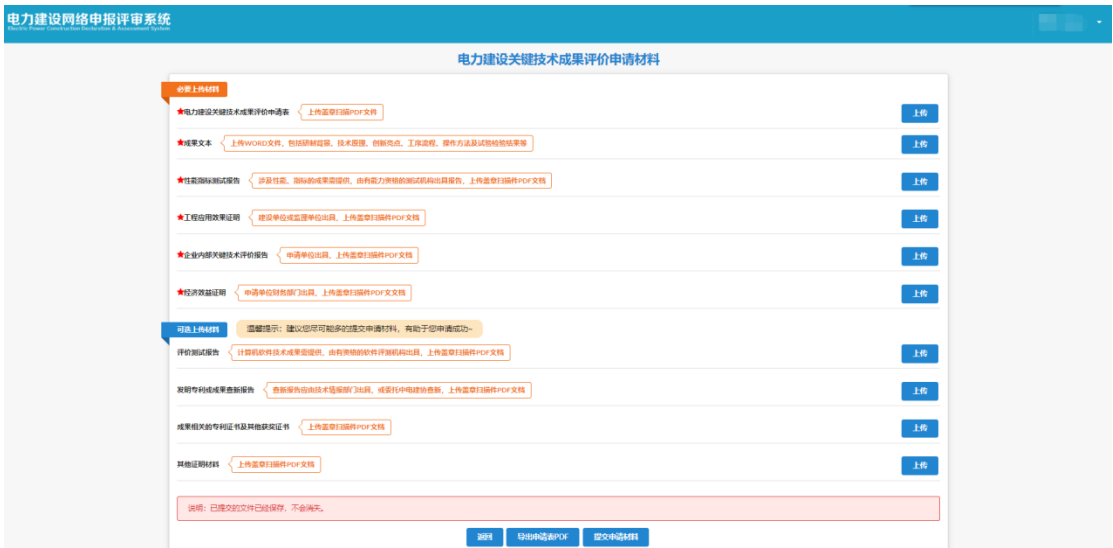 电力建设网络申报评审系统
Electric Power Construction Declaration & Assessment System
电力建设关键技术成果评价申请材料
必要上传材料
★电力建设关键技术成果评价申请表 上传盖章扫描PDF文件 上传
★成果文本 上传WORD文件,包括研制背景、技术原理、创新亮点、工序流程、操作方法及试验检验结果等 上传
★性能指标测试报告 涉及性能、指标的成果需提供,由有能力资格的测试机构出具报告,上传盖章扫描件PDF文档 上传
★工程应用效果证明 建设单位或监理单位出具,上传盖章扫描件PDF文档 上传
★企业内部关键技术评价报告 申请单位出具,上传盖章扫描件PDF文档 上传
★经济效益证明 申请单位财务部门出具,上传盖章扫描件PDF文文档 上传
可选上传材料 温馨提示:建议您尽可能多的提交申请材料,有助于您申请成功~
评价测试报告 计算机软件技术成果需提供,由有资格的软件评测机构出具,上传盖章扫描件PDF文档 上传
发明专利或成果查新报告 查新报告应由技术情报部门出具,或委托中电建协查新,上传盖章扫描件PDF文档 上传
成果相关的专利证书及其他获奖证书 上传盖章扫描件PDF文档 上传
其他证明材料 上传盖章扫描件PDF文档 上传
说明:已提交的文件已经保存,不会消失。
返回 导出申请表PDF 提交申请材料